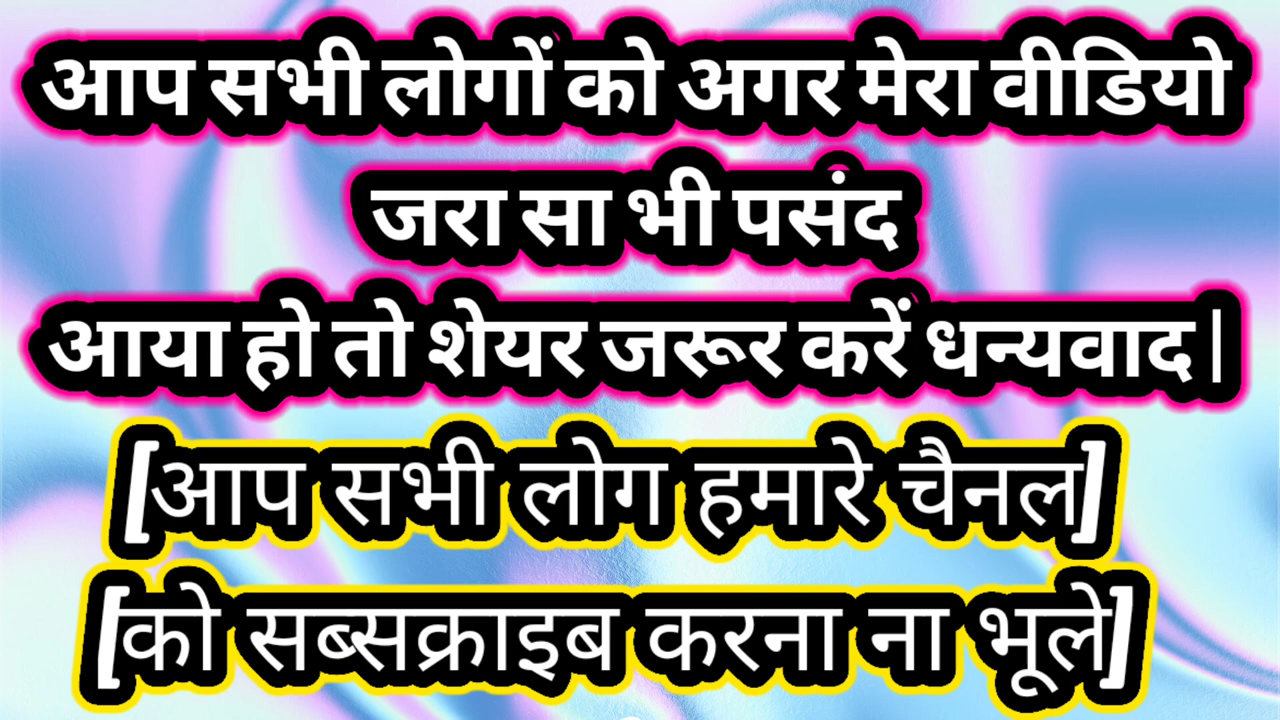 आप सभी लोगों को अगर मेरा वीडियो
जरा सा भी पसंद
आया हो तो शेयर जरूर करें धन्यवाद|
[आप सभी लोग हमारे चैनल]
[को सब्सक्राइब करना ना भूले]